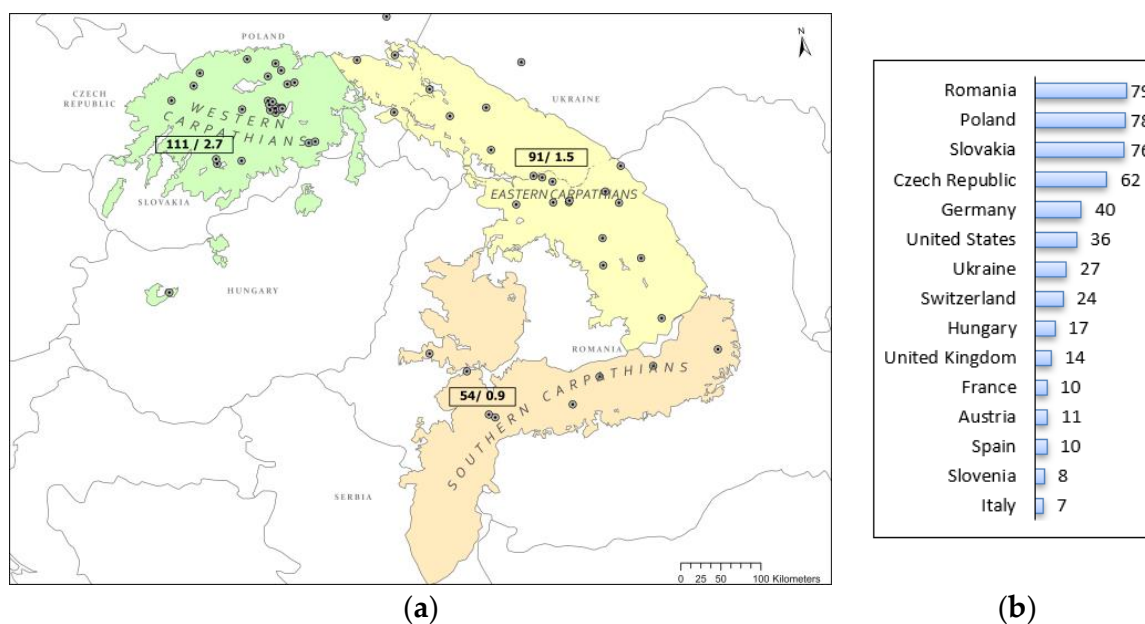 POLAND
N
CZECH
REPUBLIC
UKRAINE
WESTERN
CARPATHIANS
111 / 2.7
91/ 1.5
EASTERN CARPATHIANS
SLOVAKIA
HUNGARY
ROMANIA
54/ 0.9
SOUTHERN CARPATHIANS
SERBIA
0 25 50 100 Kilometers
(a)
Romania 79
Poland 78
Slovakia 76
Czech Republic 62
Germany 40
United States 36
Ukraine 27
Switzerland 24
Hungary 17
United Kingdom 14
France 10
Austria 11
Spain 10
Slovenia 8
Italy 7
(b)